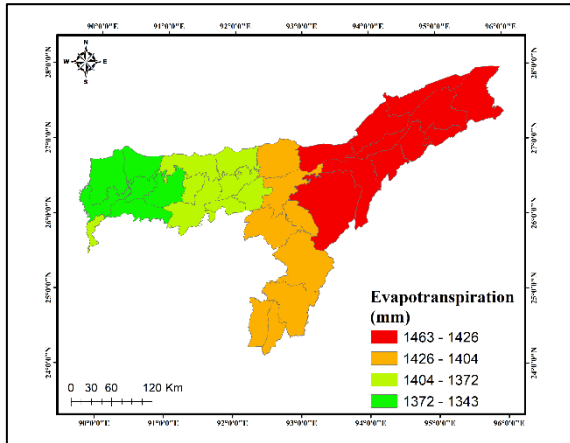 90°0'0"E 91°0'0"E 92°0'0"E 93°0'0"E 94°0'0"E 95°0'0"E 96°0'0"E
N
W E
S
28°0'0"N 28°0'0"N
27°0'0"N 27°0'0"N
26°0'0"N 26°0'0"N
25°0'0"N 25°0'0"N
24°0'0"N 24°0'0"N
Evapotranspiration
(mm)
1463 - 1426
1426 - 1404
1404 - 1372
1372 - 1343
0 30 60 120 Km
90°0'0"E 91°0'0"E 92°0'0"E 93°0'0"E 94°0'0"E 95°0'0"E 96°0'0"E